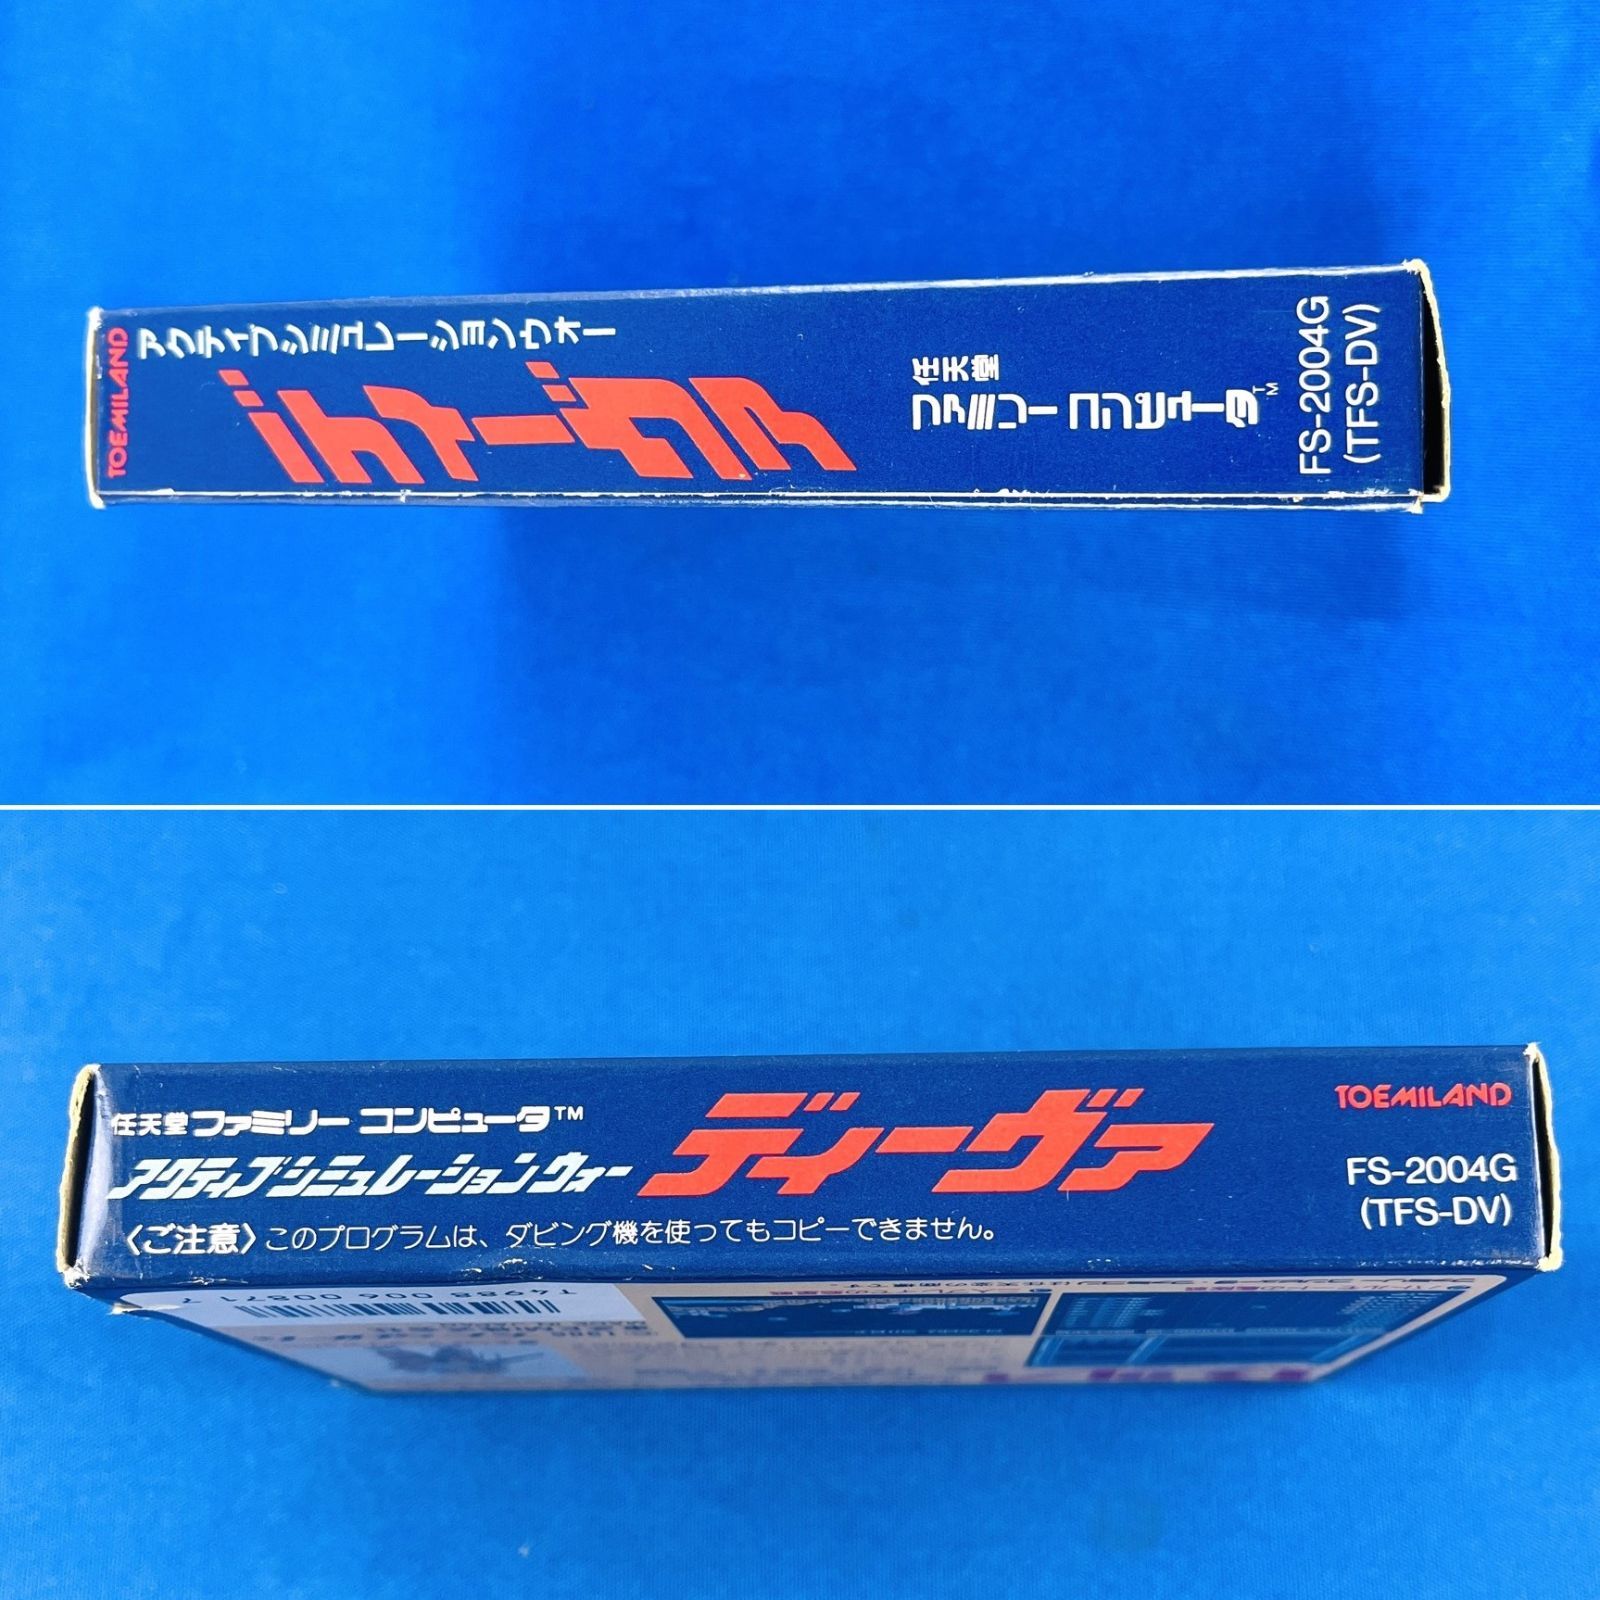 TOEMILAND
アクティブシミュレーションウォー
ディーヴァ
任天堂
ファミリー コンピュータ™
FS-2004G
(TFS-DV)
任天堂 ファミリー コンピュータ™
アクティブシミュレーションウォー
ディーヴァ
TOEMILAND
FS-2004G
(TFS-DV)
〈ご注意〉このプログラムは、ダビング機を使ってもコピーできません。
T4988 006 00871 7